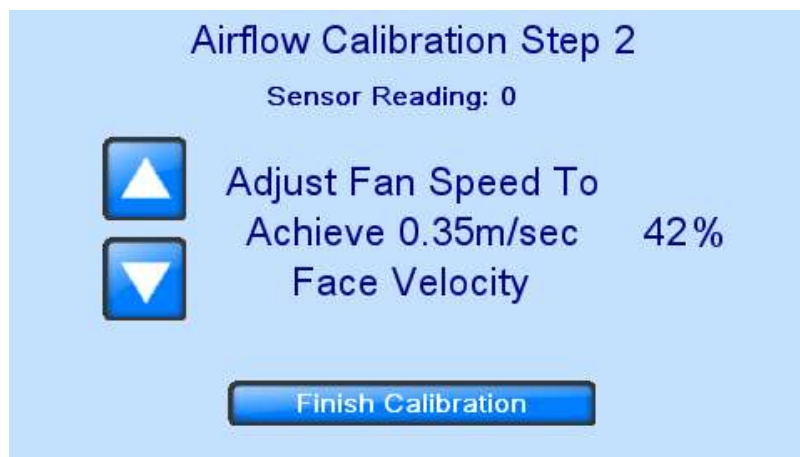 Airflow Calibration Step 2
Sensor Reading: 0
Adjust Fan Speed To
Achieve 0.35m/sec 42%
Face Velocity
Finish Calibration